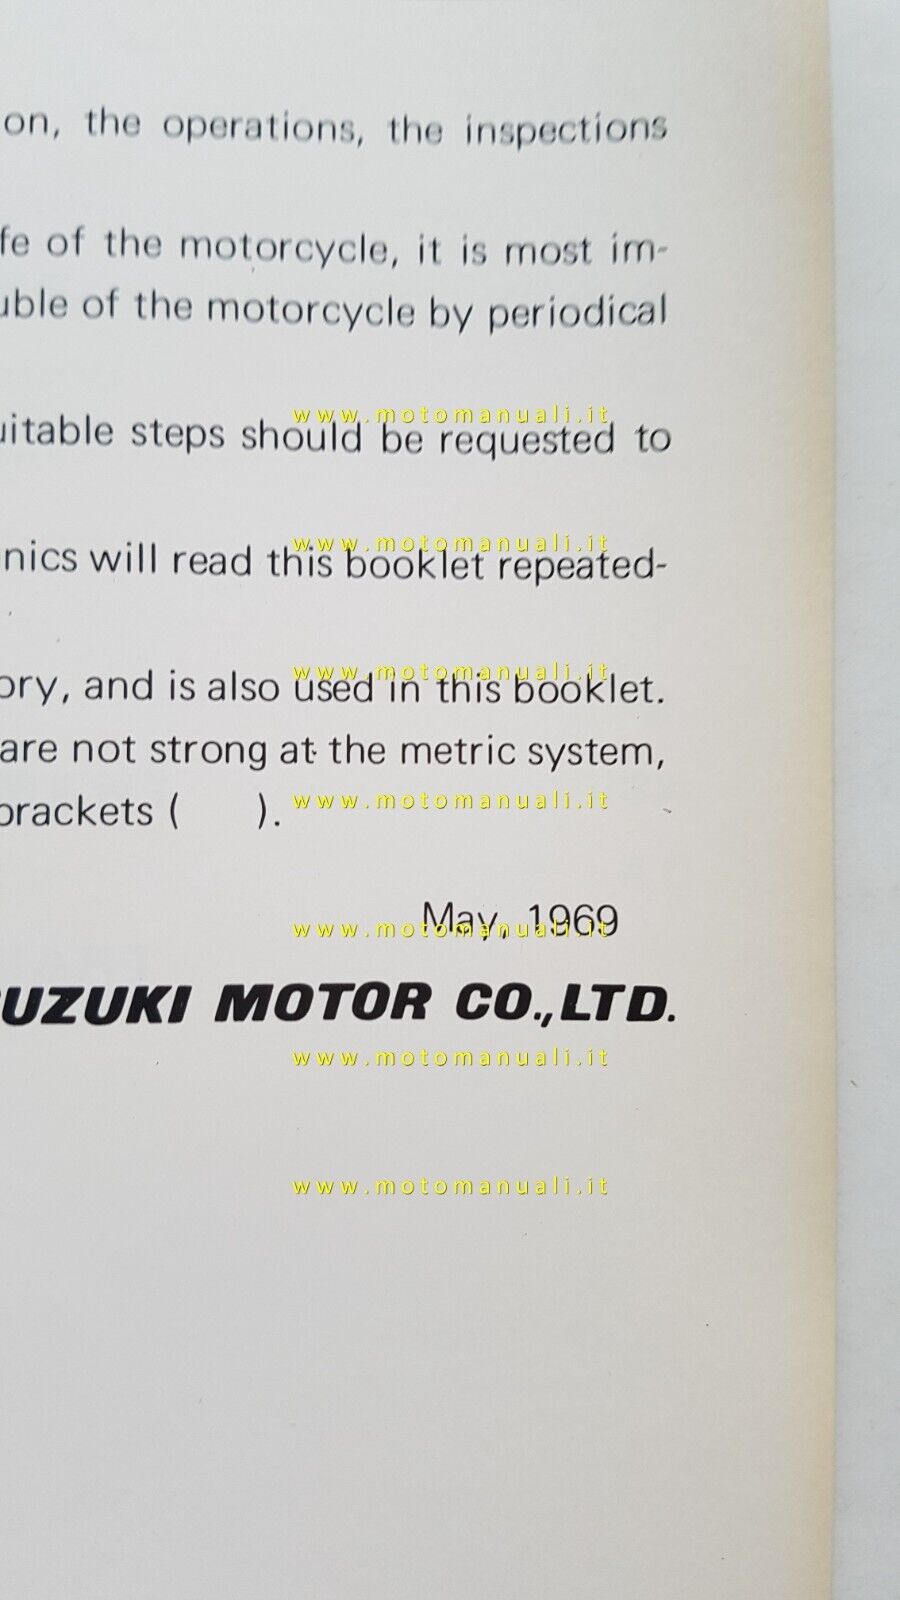 on, the operations, the inspections
fe of the motorcycle, it is most im-
uble of the motorcycle by periodical
www.motomanuali.it
uitable steps should be requested to
www.motomanuali.it
nics will read this booklet repeated-
www.motomanuali.it
ory, and is also used in this booklet.
are not strong at the metric system,
brackets ( ).
www.motomanuali.it
May, 1969
www.motomanuali.it
SUZUKI MOTOR CO.,LTD.
www.motomanuali.it
www.motomanuali.it